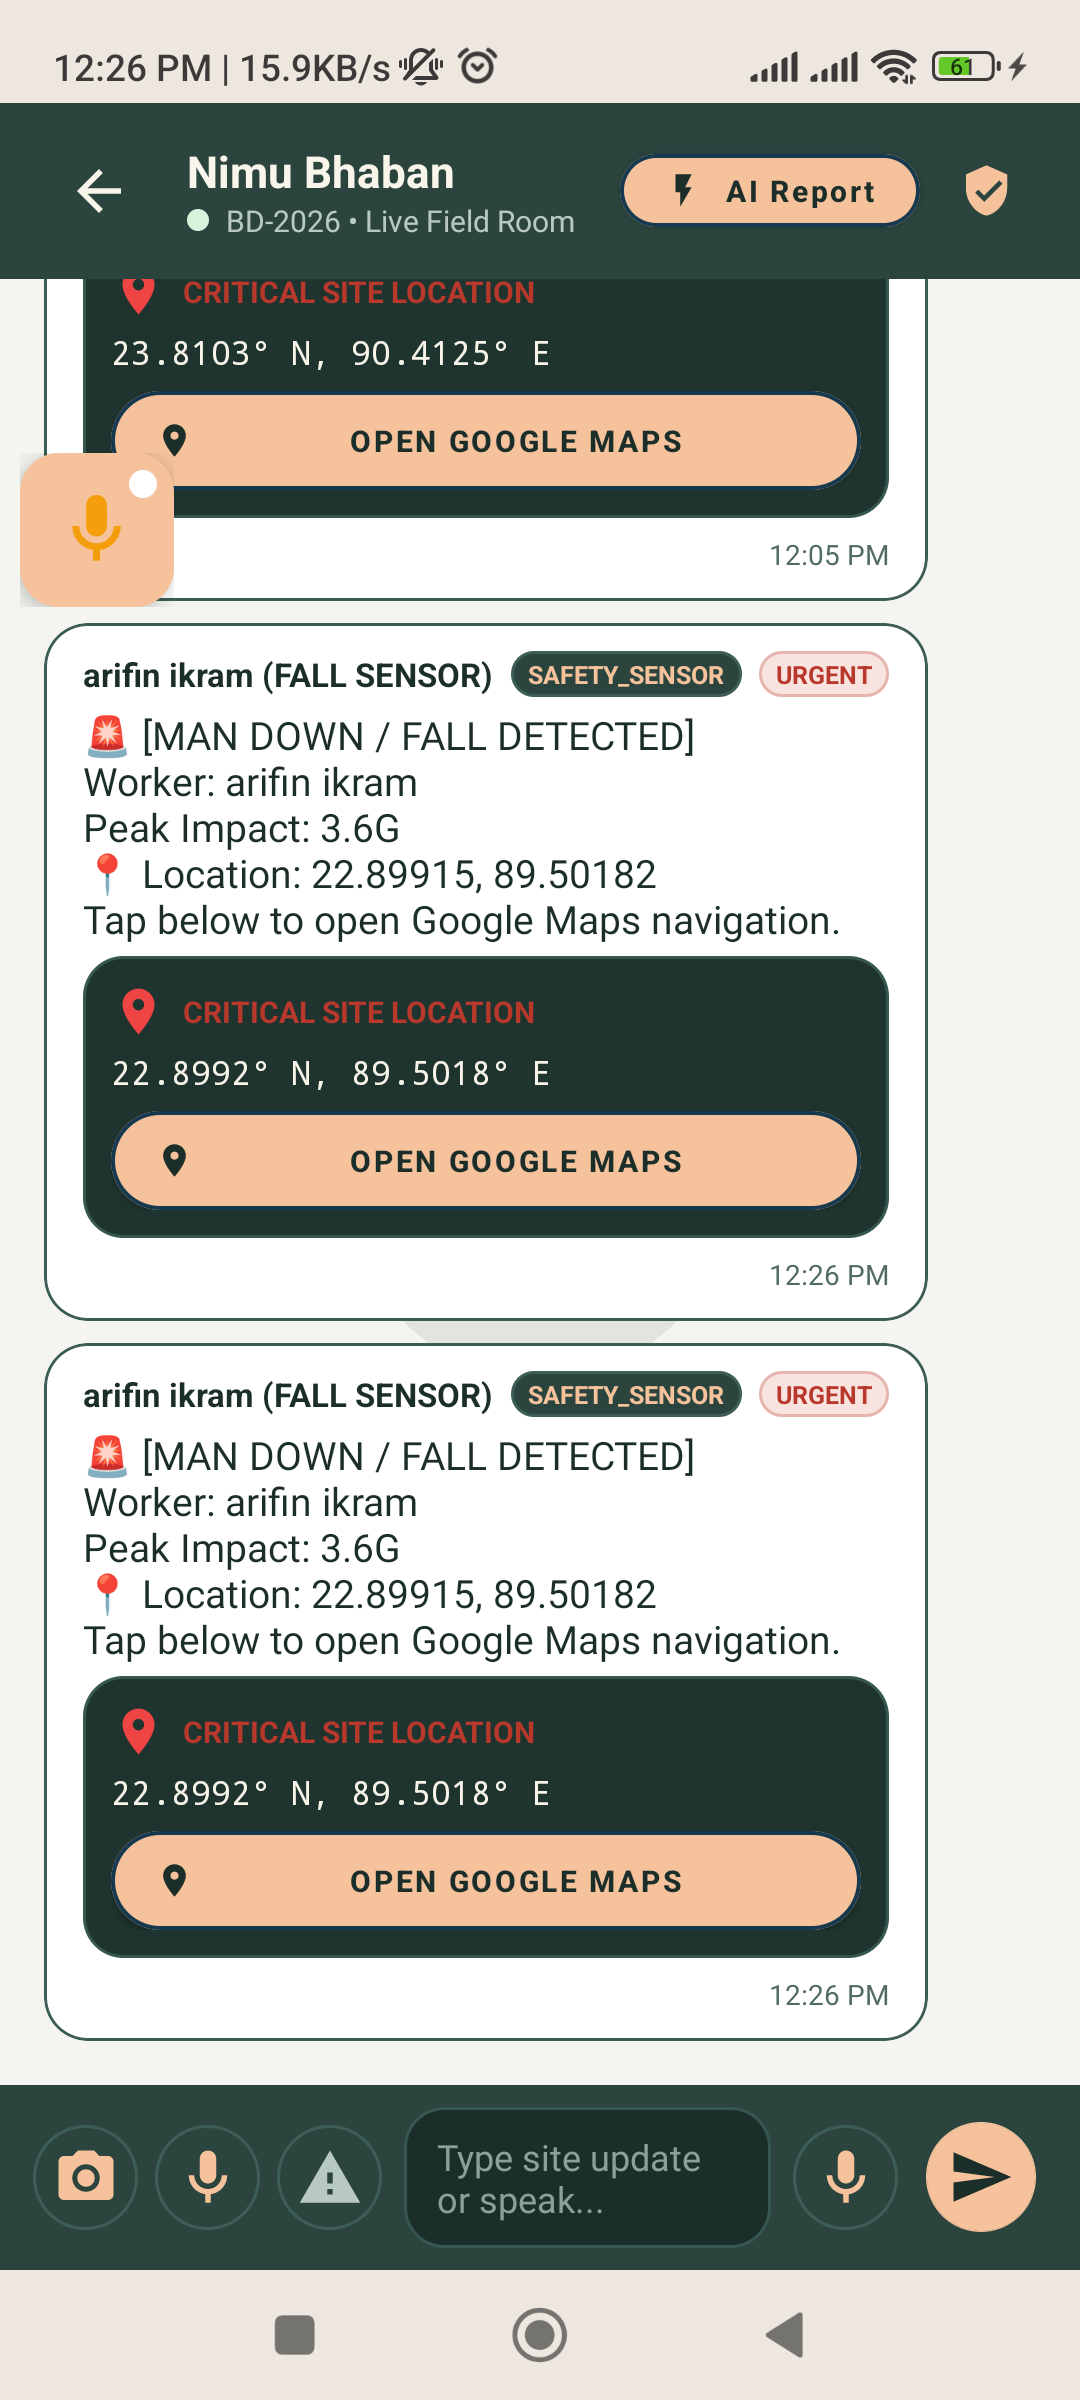 12:26 PM | 15.9KB/s
61
Nimu Bhaban
BD-2026 • Live Field Room
AI Report
CRITICAL SITE LOCATION
23.8103° N, 90.4125° E
OPEN GOOGLE MAPS
12:05 PM
arifin ikram (FALL SENSOR) SAFETY_SENSOR URGENT
🚨 [MAN DOWN / FALL DETECTED]
Worker: arifin ikram
Peak Impact: 3.6G
📍 Location: 22.89915, 89.50182
Tap below to open Google Maps navigation.
CRITICAL SITE LOCATION
22.8992° N, 89.5018° E
OPEN GOOGLE MAPS
12:26 PM
arifin ikram (FALL SENSOR) SAFETY_SENSOR URGENT
🚨 [MAN DOWN / FALL DETECTED]
Worker: arifin ikram
Peak Impact: 3.6G
📍 Location: 22.89915, 89.50182
Tap below to open Google Maps navigation.
CRITICAL SITE LOCATION
22.8992° N, 89.5018° E
OPEN GOOGLE MAPS
12:26 PM
Type site update
or speak...